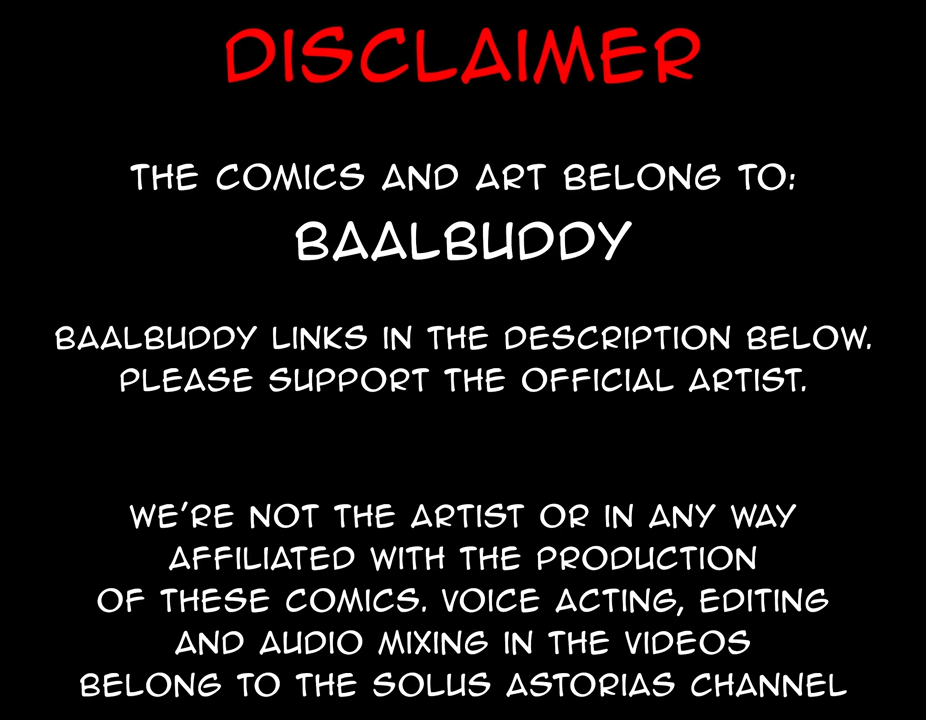 DISCLAIMER
THE COMICS AND ART BELONG TO:
BAALBUDDY
BAALBUDDY LINKS IN THE DESCRIPTION BELOW.
PLEASE SUPPORT THE OFFICIAL ARTIST.
WE'RE NOT THE ARTIST OR IN ANY WAY
AFFILIATED WITH THE PRODUCTION
OF THESE COMICS. VOICE ACTING, EDITING
AND AUDIO MIXING IN THE VIDEOS
BELONG TO THE SOLUS ASTORIAS CHANNEL